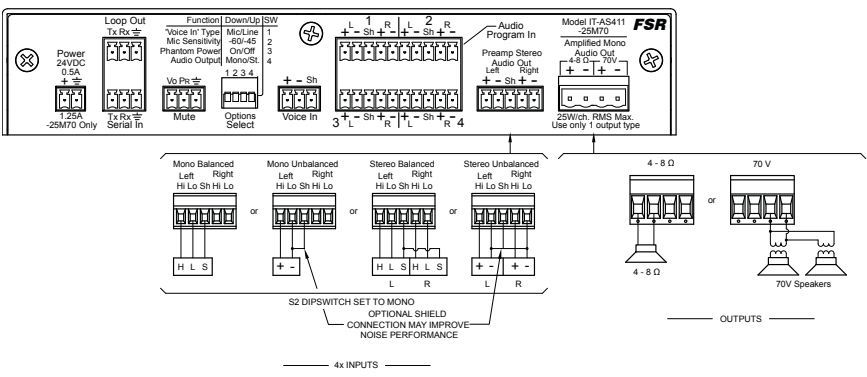 Loop Out
Tx Rx
Power
24VDC
0.5A
+
1.25A
-25M70 Only
Tx Rx
Serial In
Function Down/Up SW
'Voice In' Type Mic/Line 1
Mic Sensitivity -60/-45 2
Phantom Power On/Off 3
Audio Output Mono/St. 4
1 2 3 4
Vo PR
Mute
Options
Select
+ - Sh
Voice In
1 2
L R L R
+ - Sh + - + - Sh + -
+ - Sh + - + - Sh + -
3 L R L R 4
Audio
Program In
Preamp Stereo
Audio Out
Left Right
+ - Sh + -
Model IT-AS411
-25M70
FSR
Amplified Mono
Audio Out
4-8 Ω 70V
+ - + -
25W/ch. RMS Max.
Use only 1 output type
Mono Balanced
Left Right
Hi Lo Sh Hi Lo
H L S
or
Mono Unbalanced
Left Right
Hi Lo Sh Hi Lo
+ -
or
Stereo Balanced
Left Right
Hi Lo Sh Hi Lo
H L S H L S
L R
or
Stereo Unbalanced
Left Right
Hi Lo Sh Hi Lo
+ - + -
L R
S2 DIPSWITCH SET TO MONO
OPTIONAL SHIELD
CONNECTION MAY IMPROVE
NOISE PERFORMANCE
4x INPUTS
4 - 8 Ω
4 - 8 Ω
or
70 V
70V Speakers
OUTPUTS